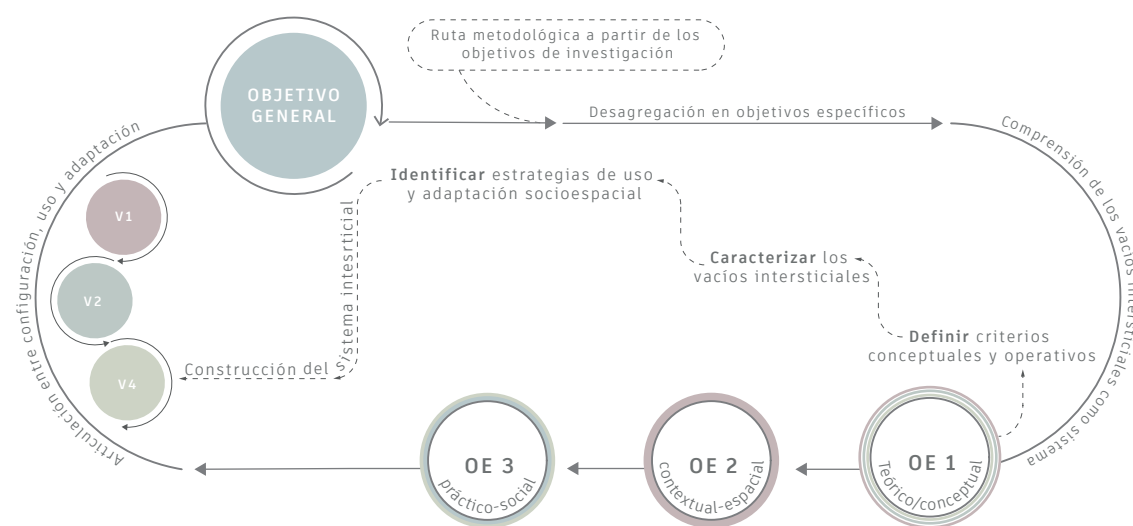 Ruta metodológica a partir de los
objetivos de investigación
OBJETIVO
GENERAL
Desagregación en objetivos específicos
Comprensión de los vacíos intersticiales como sistema
Articulación entre configuración, uso y adaptación
Identificar estrategias de uso
y adaptación socioespacial
V1
Caracterizar los
vacíos intersticiales
V2
Definir criterios
conceptuales y operativos
V4
Construcción del sistema intesrticial
OE 3
práctico-social
OE 2
contextual-espacial
OE 1
Teórico/conceptual